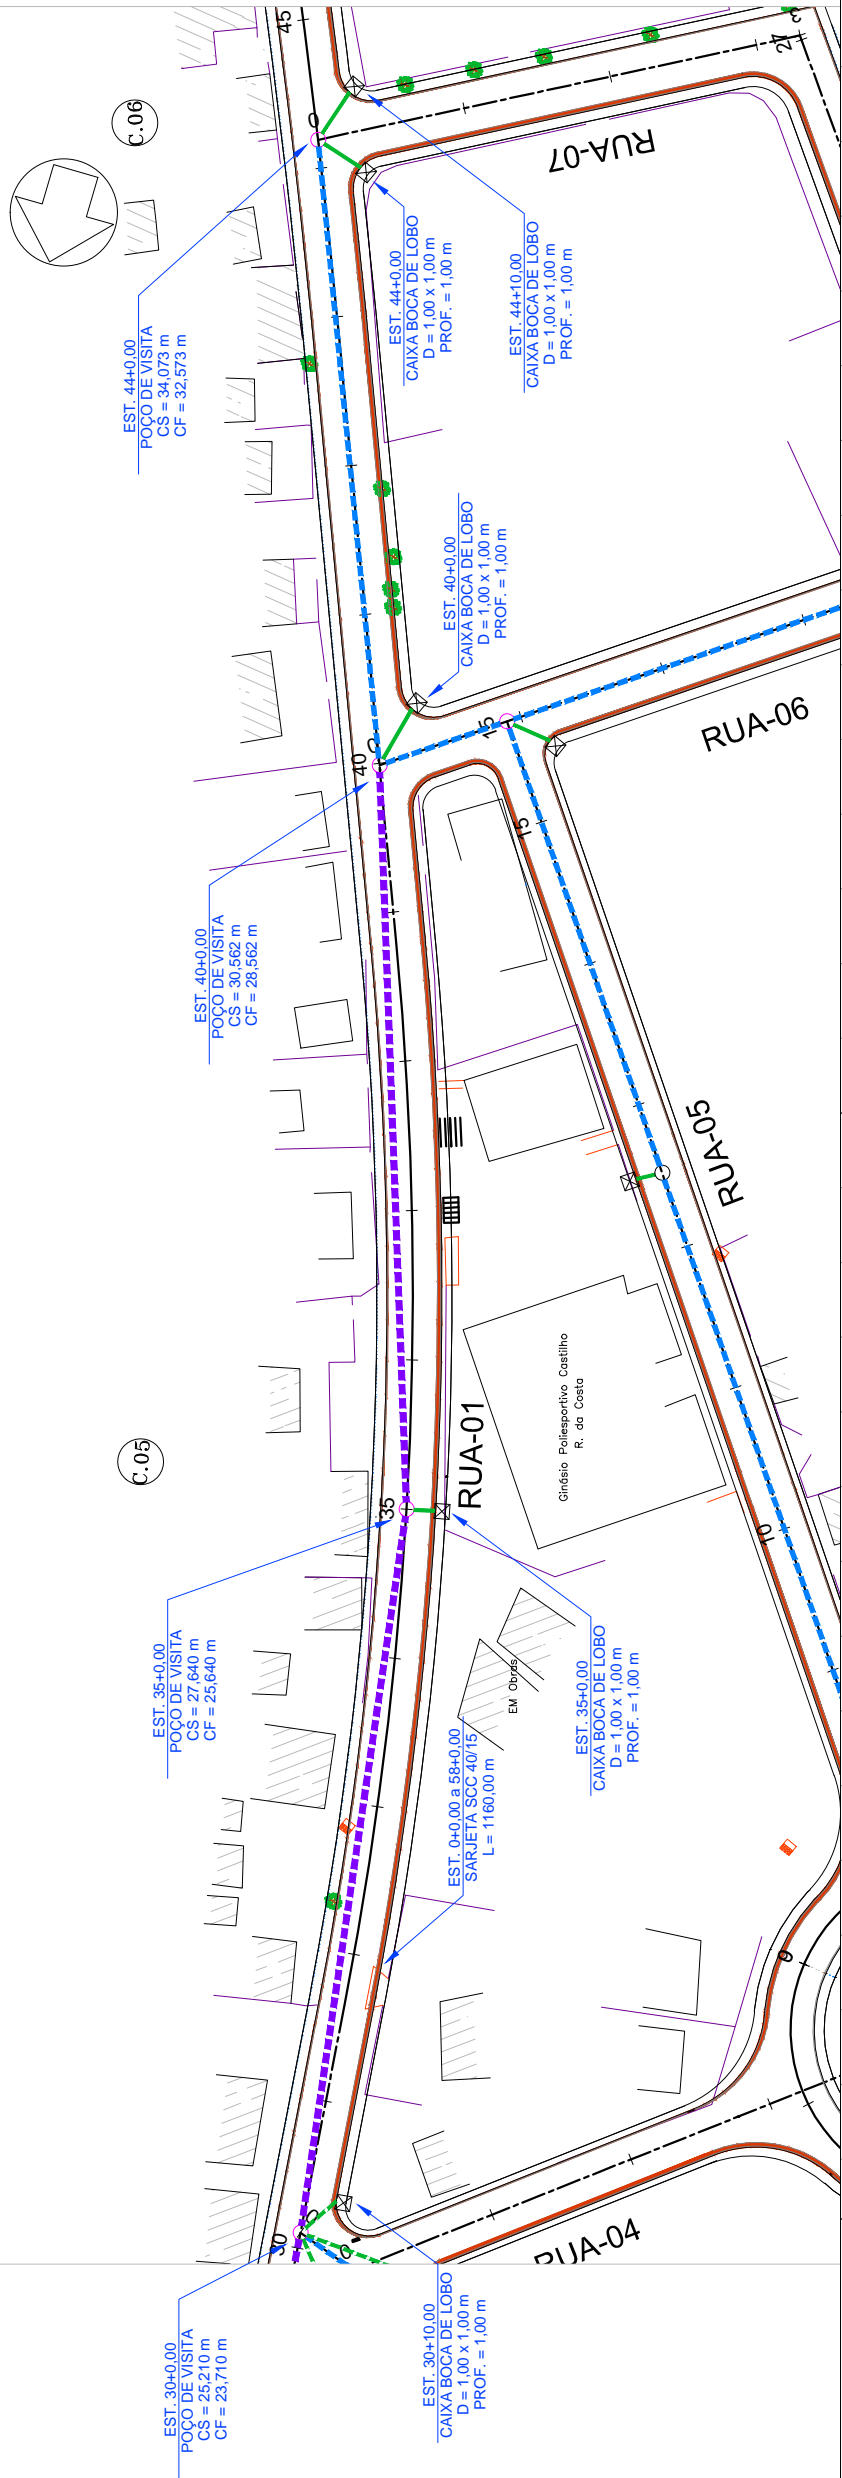 45
C.06
0
27
3
RUA-07
EST. 44+0,00
POÇO DE VISITA
CS = 34,073 m
CF = 32,573 m
EST. 44+0,00
CAIXA BOCA DE LOBO
D = 1,00 x 1,00 m
PROF. = 1,00 m
EST. 44+10,00
CAIXA BOCA DE LOBO
D = 1,00 x 1,00 m
PROF. = 1,00 m
EST. 40+0,00
CAIXA BOCA DE LOBO
D = 1,00 x 1,00 m
PROF. = 1,00 m
40
0
15
RUA-06
15
EST. 40+0,00
POÇO DE VISITA
CS = 30,562 m
CF = 28,562 m
RUA-05
Ginásio Poliesportivo Castilho
R. da Costa
C.05
RUA-01
35
10
EST. 35+0,00
POÇO DE VISITA
CS = 27,640 m
CF = 25,640 m
EM Obras
EST. 35+0,00
CAIXA BOCA DE LOBO
D = 1,00 x 1,00 m
PROF. = 1,00 m
EST. 0+0,00 a 58+0,00
SARJETA SCC 40/15
L = 1160,00 m
30
0
0
RUA-04
EST. 30+0,00
POÇO DE VISITA
CS = 25,210 m
CF = 23,710 m
EST. 30+10,00
CAIXA BOCA DE LOBO
D = 1,00 x 1,00 m
PROF. = 1,00 m